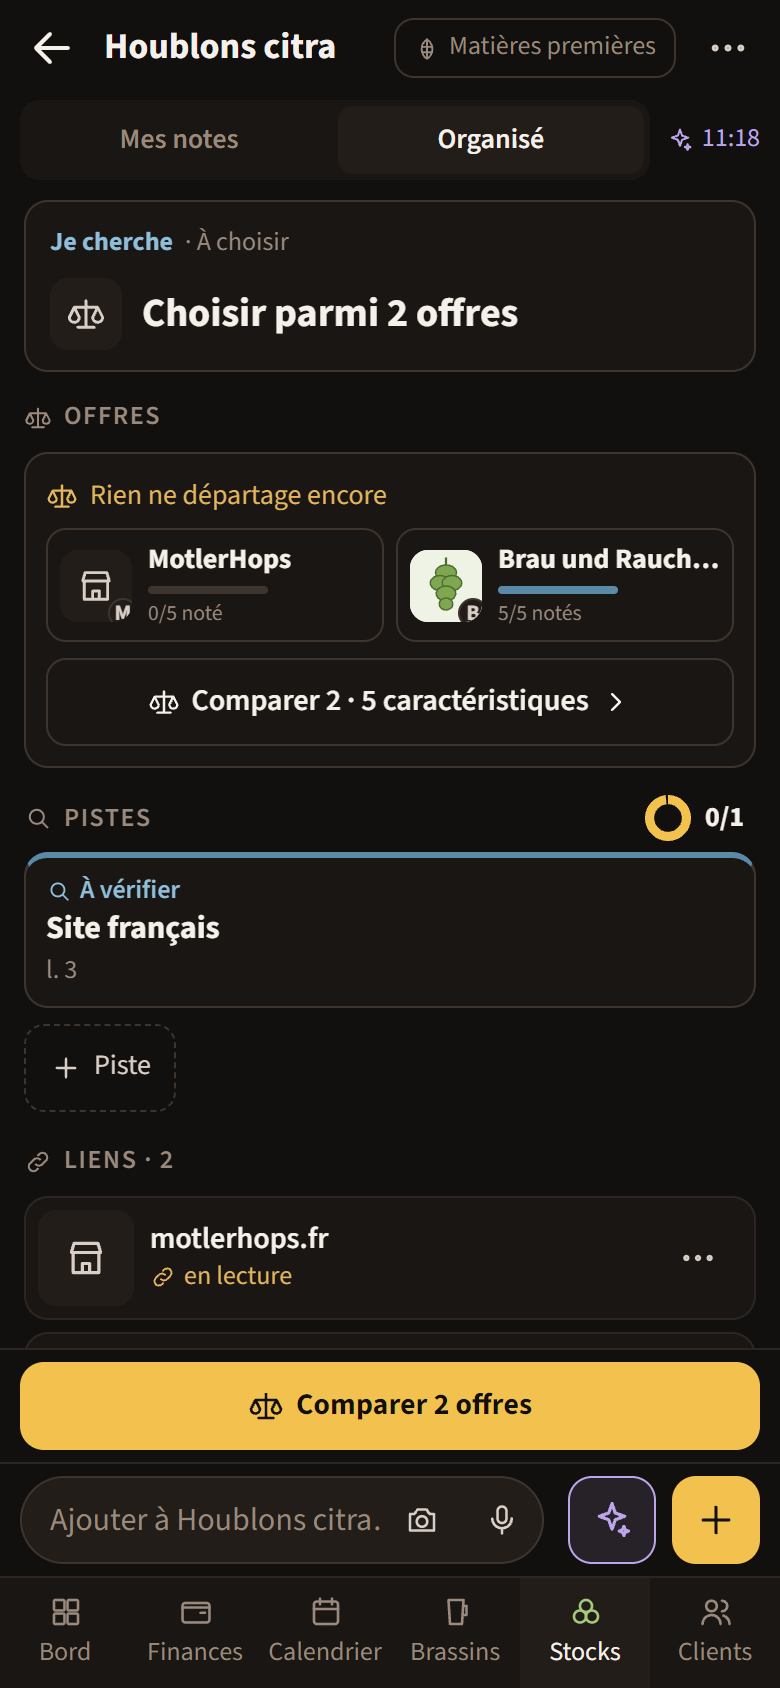 Houblons citra
Matières premières
Mes notes
Organisé
11:18
Je cherche · À choisir
Choisir parmi 2 offres
OFFRES
Rien ne départage encore
MotlerHops
M
0/5 noté
Brau und Rauch...
B
5/5 notés
Comparer 2 · 5 caractéristiques
PISTES
0/1
À vérifier
Site français
l. 3
Piste
LIENS · 2
motlerhops.fr
en lecture
Comparer 2 offres
Ajouter à Houblons citra.
Bord
Finances
Calendrier
Brassins
Stocks
Clients